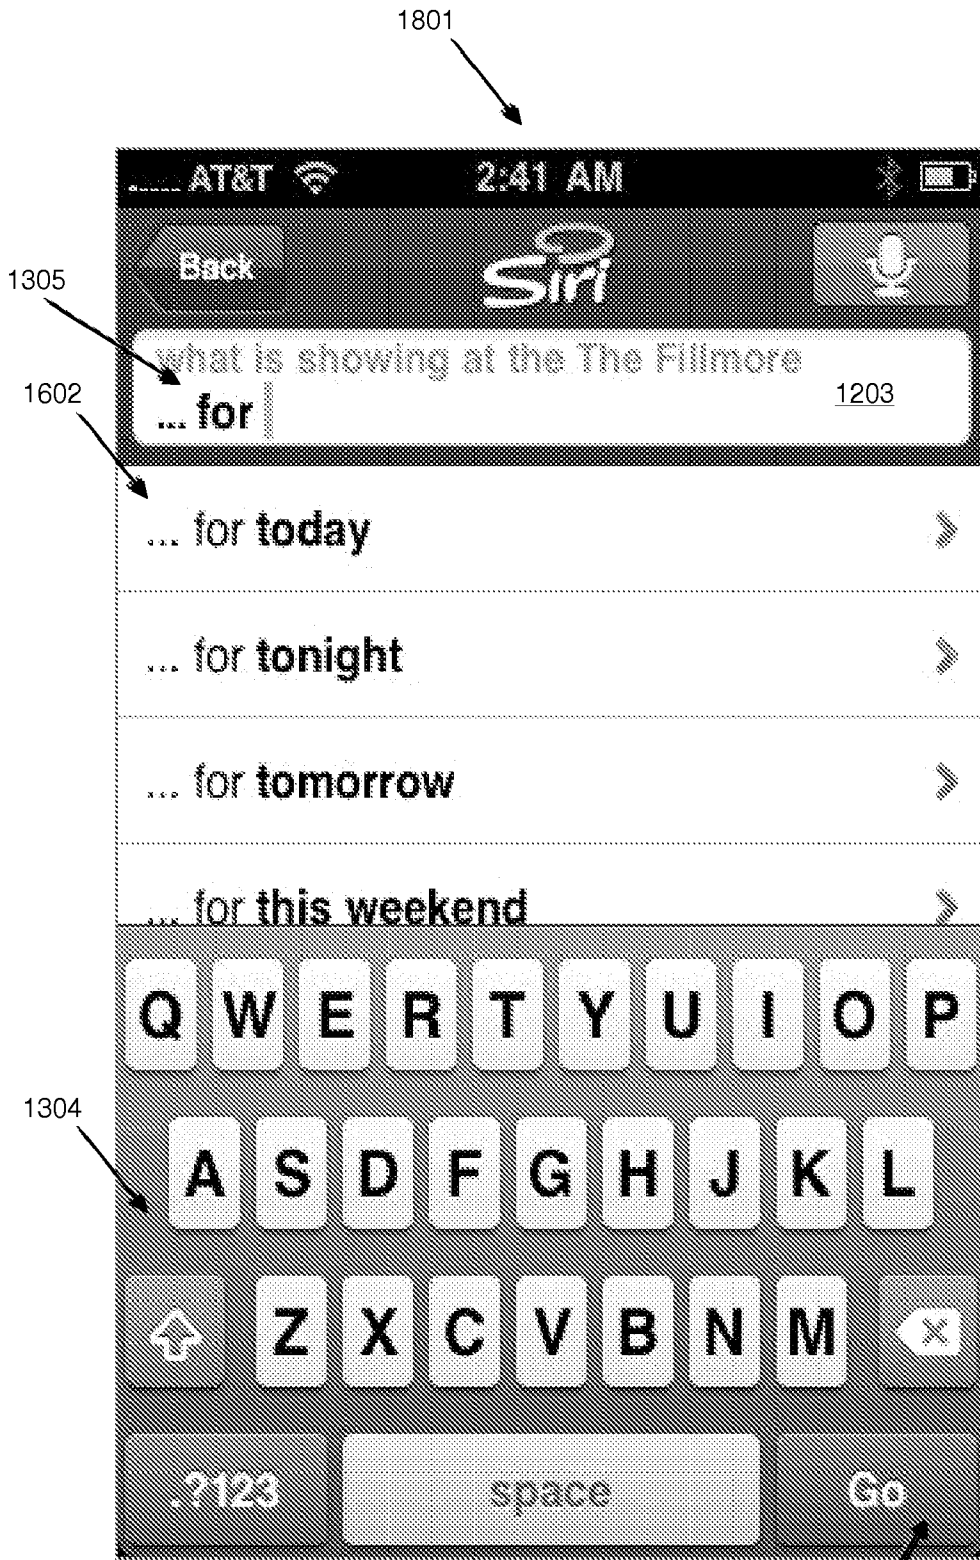 1801
..... AT&T 2:41 AM
Back Siri
1305
what is showing at the The Fillmore
1602
... for 1203
... for today
... for tonight
... for tomorrow
... for this weekend
Q W E R T Y U I O P
1304
A S D F G H J K L
Z X C V B N M
.?123 space Go